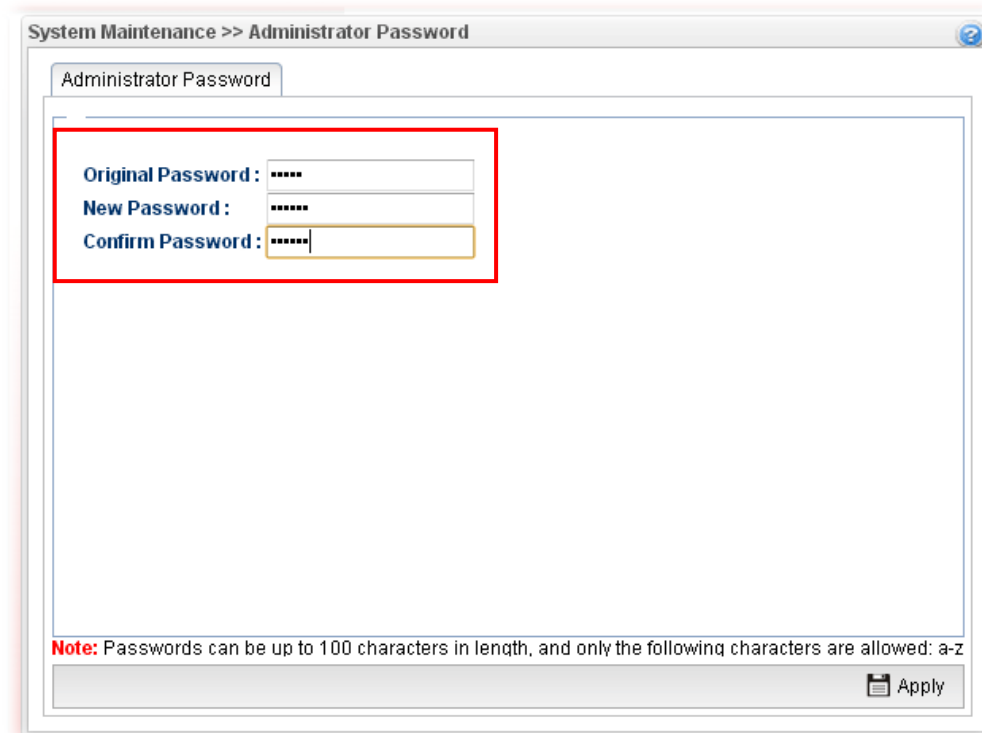 System Maintenance >> Administrator Password
?
Administrator Password
Original Password : •••••
New Password : ••••••
Confirm Password : ••••••
Note: Passwords can be up to 100 characters in length, and only the following characters are allowed: a-z
Apply